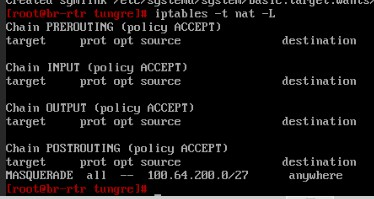 Created symlink /etc/systemd/system/basic.target.wants/
[root@br-rtr tungre]# iptables -t nat -L
Chain PREROUTING (policy ACCEPT)
target prot opt source destination
Chain INPUT (policy ACCEPT)
target prot opt source destination
Chain OUTPUT (policy ACCEPT)
target prot opt source destination
Chain POSTROUTING (policy ACCEPT)
target prot opt source destination
MASQUERADE all -- 100.64.200.0/27 anywhere
[root@br-rtr tungre]# _